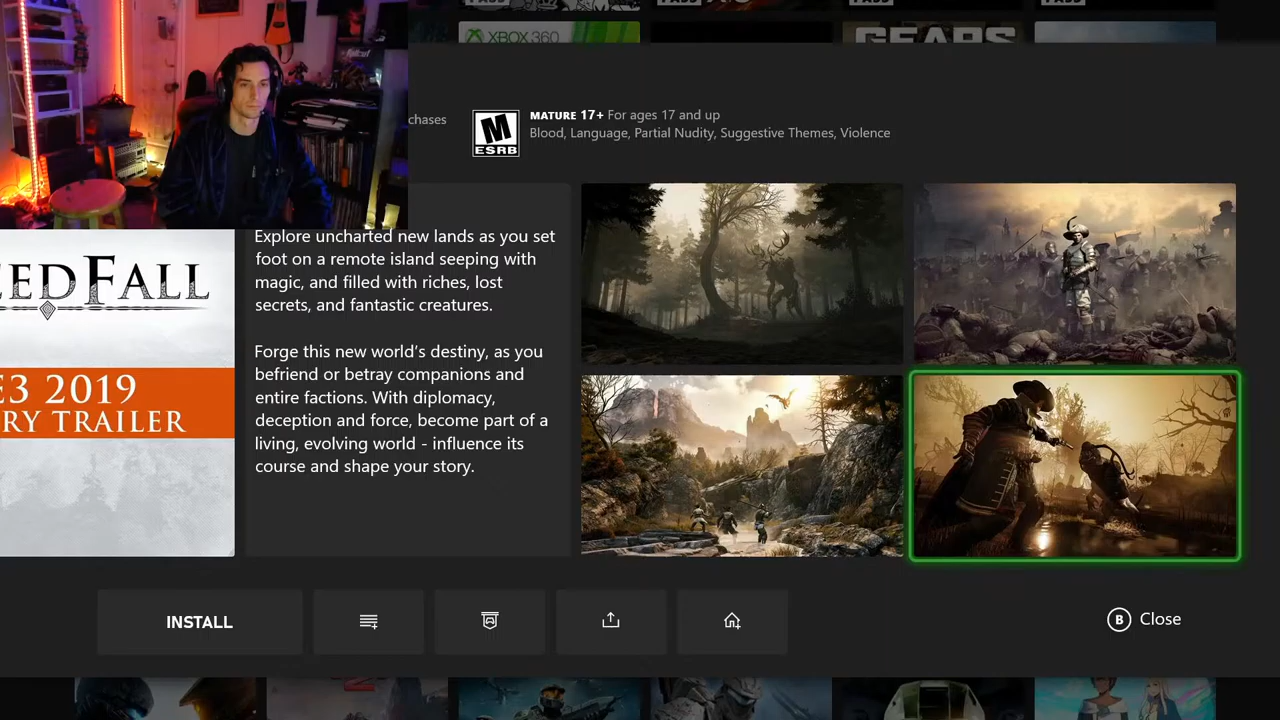 XBOX 360
GEARS
chases
M
ESRB
MATURE 17+ For ages 17 and up
Blood, Language, Partial Nudity, Suggestive Themes, Violence
EEDFALL
E3 2019
RY TRAILER
Explore uncharted new lands as you set
foot on a remote island seeping with
magic, and filled with riches, lost
secrets, and fantastic creatures.
Forge this new world's destiny, as you
befriend or betray companions and
entire factions. With diplomacy,
deception and force, become part of a
living, evolving world - influence its
course and shape your story.
INSTALL
B Close